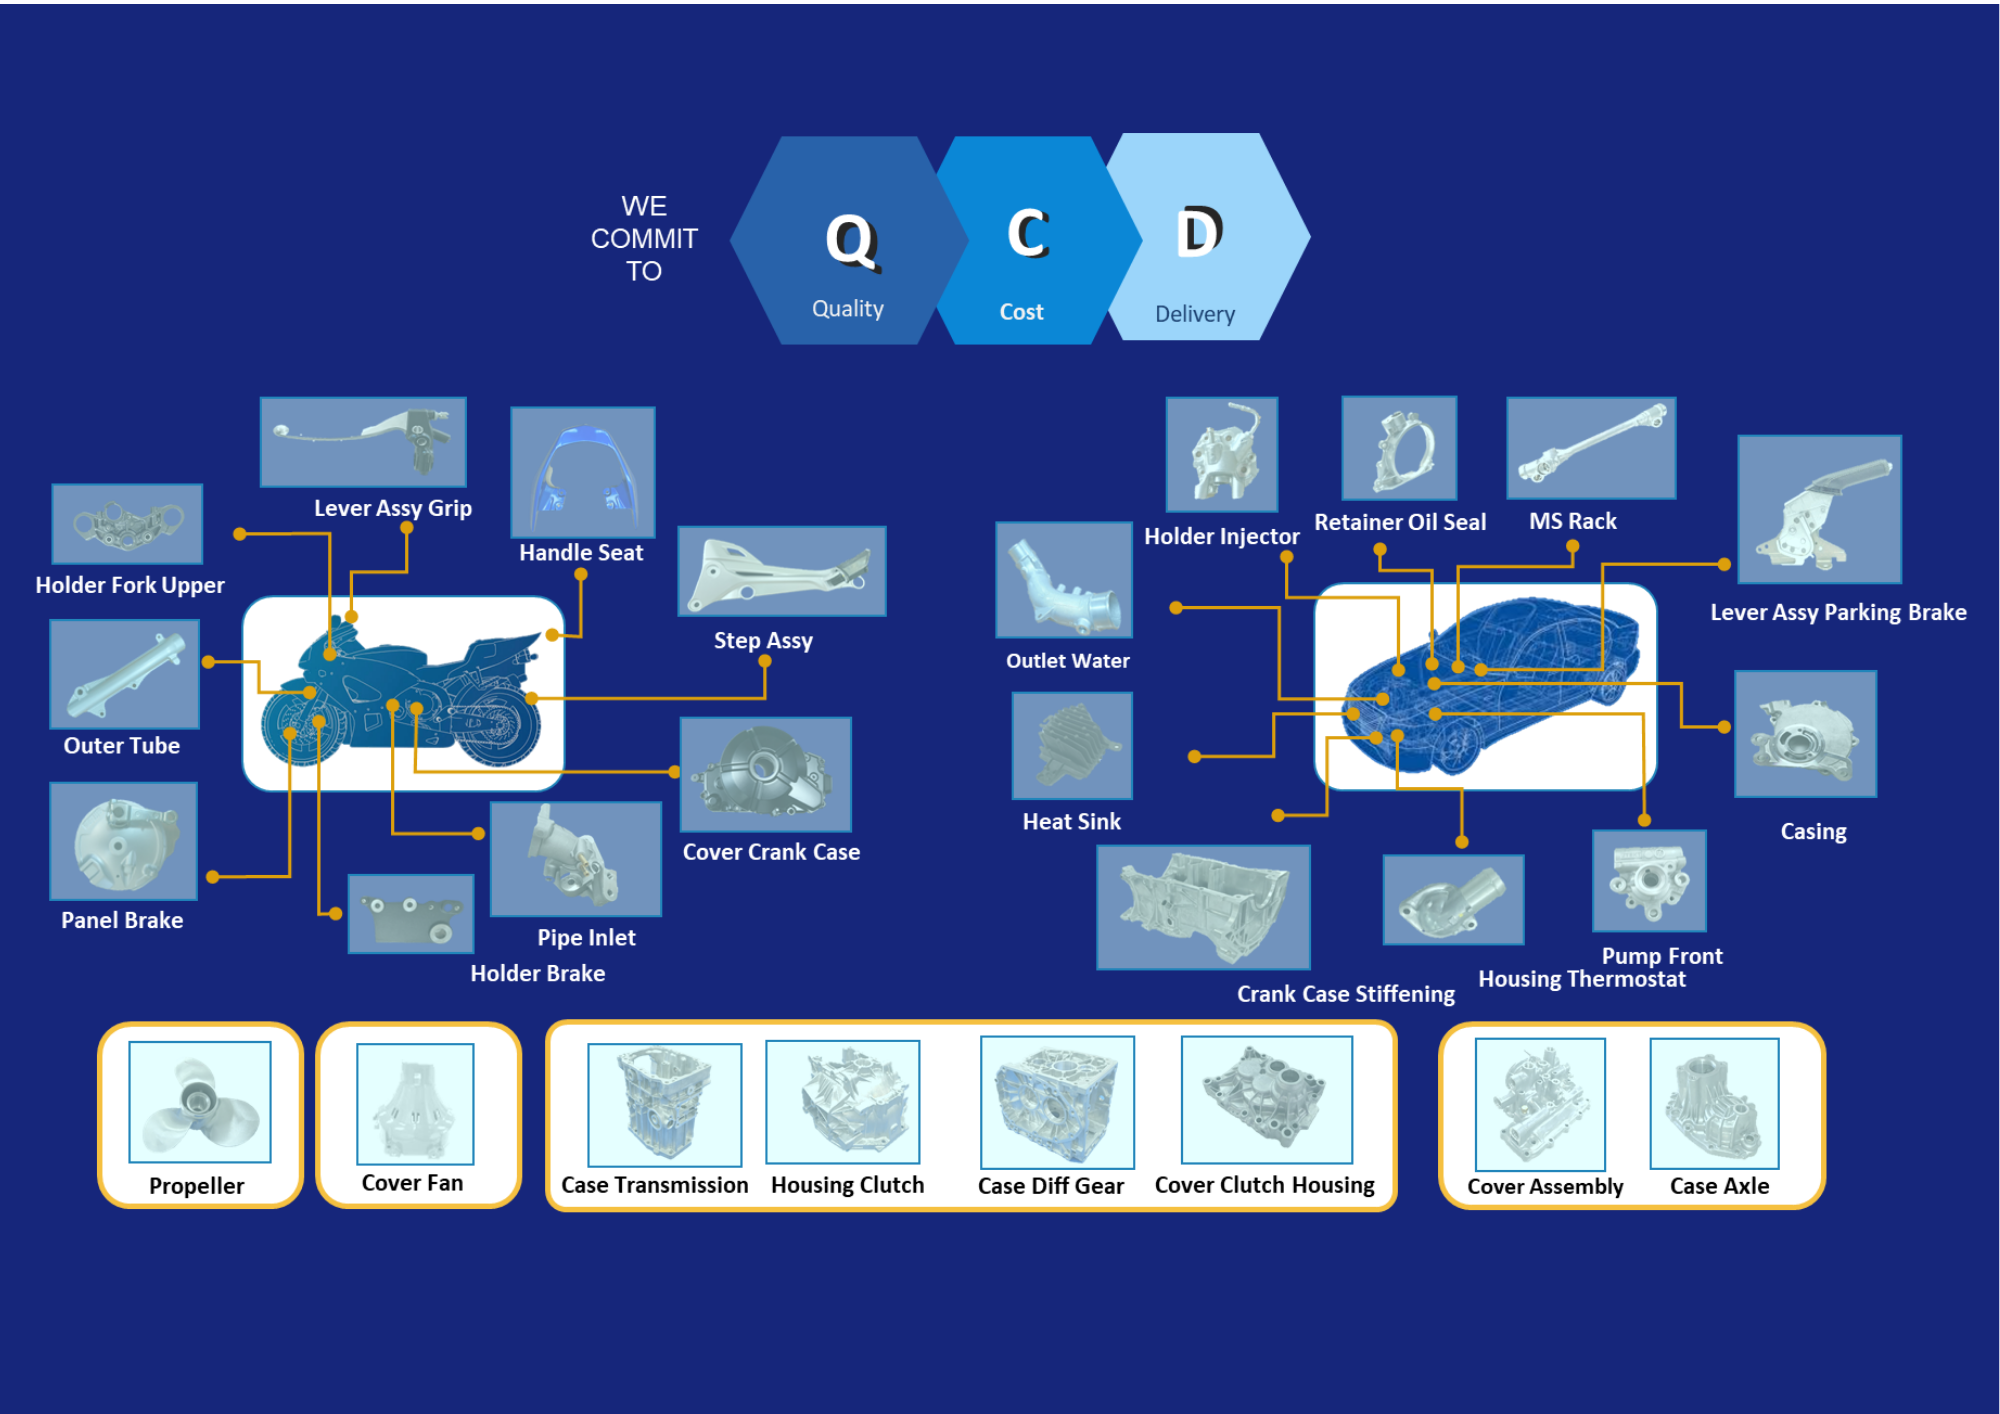 WE
COMMIT
TO
Q
Quality
C
Cost
D
Delivery
Lever Assy Grip
Handle Seat
Holder Fork Upper
Step Assy
Outer Tube
Cover Crank Case
Panel Brake
Pipe Inlet
Holder Brake
Holder Injector
Retainer Oil Seal
MS Rack
Lever Assy Parking Brake
Outlet Water
Heat Sink
Casing
Pump Front
Housing Thermostat
Crank Case Stiffening
Propeller
Cover Fan
Case Transmission
Housing Clutch
Case Diff Gear
Cover Clutch Housing
Cover Assembly
Case Axle